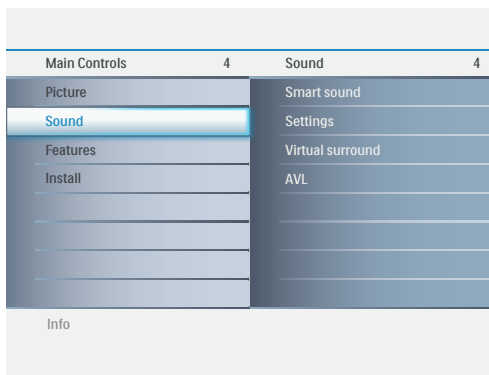 Main Controls 4
Picture
Sound
Features
Install
Sound 4
Smart sound
Settings
Virtual surround
AVL
Info